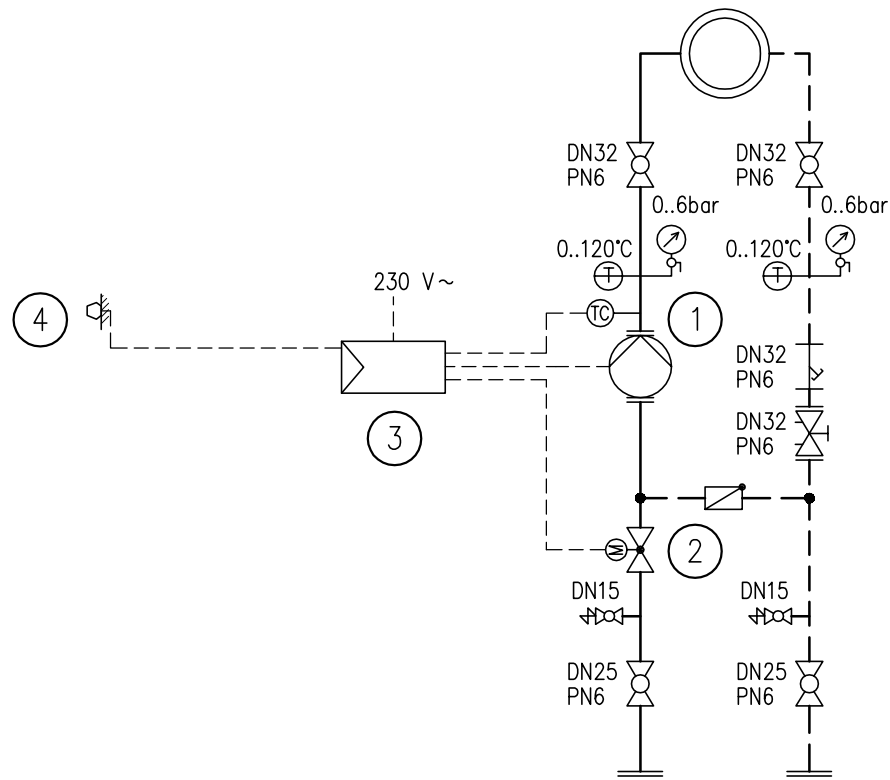 DN32
PN6
DN32
PN6
0..6bar
0..6bar
0..120°C
0..120°C
T
T
230 V~
4
TC
1
DN32
PN6
3
DN32
PN6
M
2
DN15
DN15
DN25
PN6
DN25
PN6